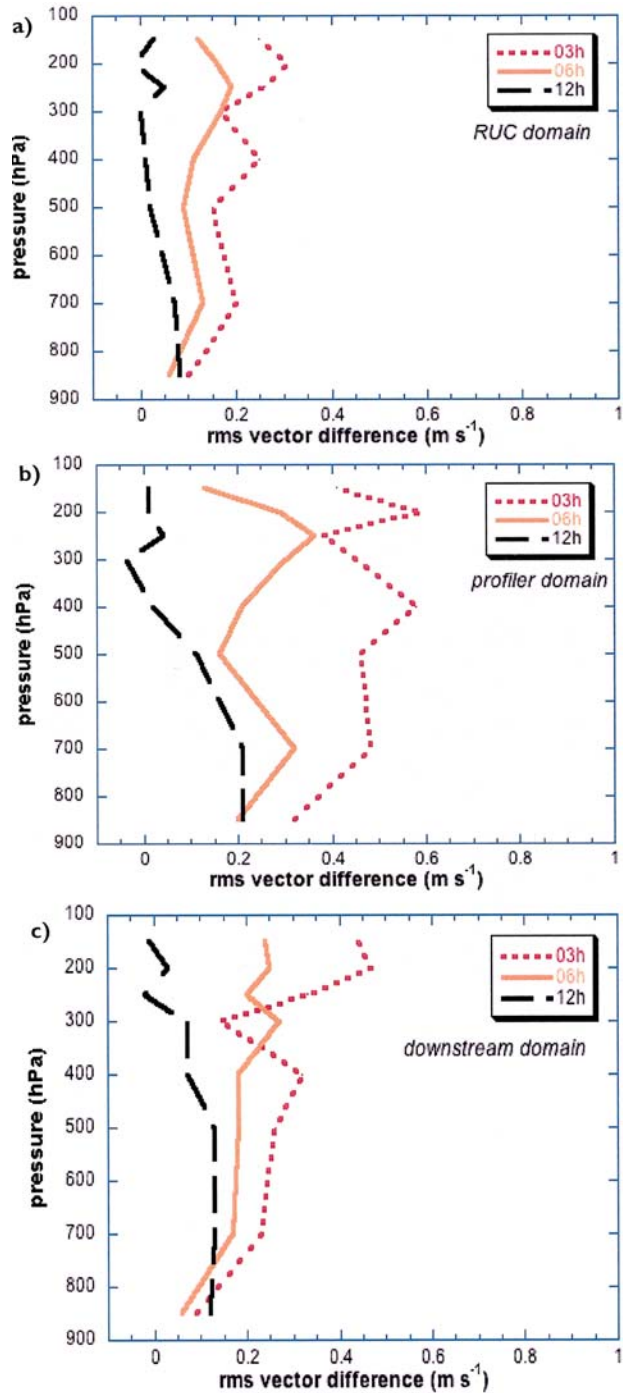 a)
100
200
300
400
500
600
700
800
900
pressure (hPa)
03h
06h
12h
RUC domain
0 0.2 0.4 0.6 0.8 1
rms vector difference (m s⁻¹)
b)
100
200
300
400
500
600
700
800
900
pressure (hPa)
03h
06h
12h
profiler domain
0 0.2 0.4 0.6 0.8 1
rms vector difference (m s⁻¹)
c)
100
200
300
400
500
600
700
800
900
pressure (hPa)
03h
06h
12h
downstream domain
0 0.2 0.4 0.6 0.8 1
rms vector difference (m s⁻¹)